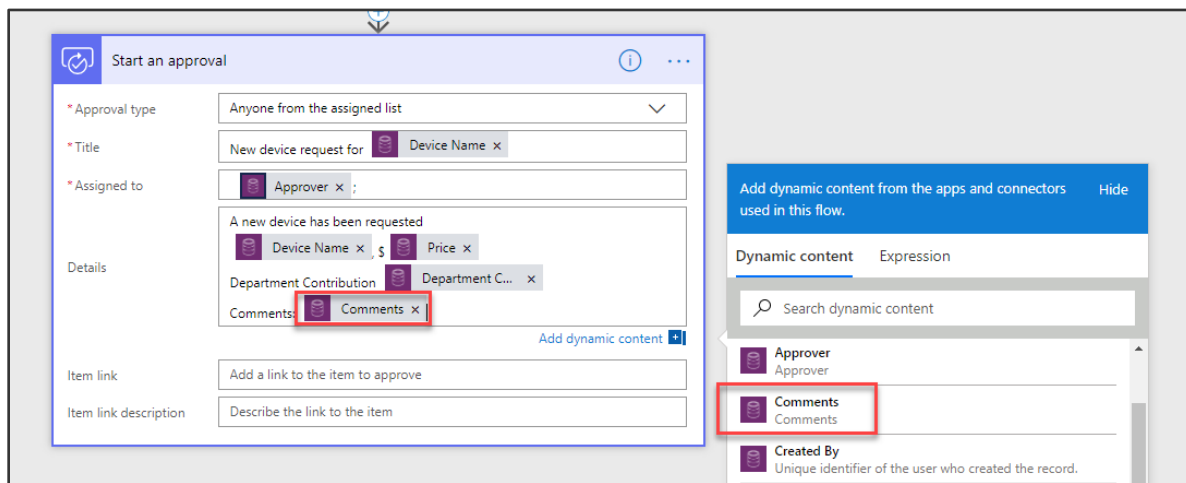 Start an approval
* Approval type
Anyone from the assigned list
* Title
New device request for Device Name ×
* Assigned to
Approver × ;
Details
A new device has been requested
Device Name × , $ Price ×
Department Contribution Department C... ×
Comments: Comments ×
Add dynamic content
Item link
Add a link to the item to approve
Item link description
Describe the link to the item
Add dynamic content from the apps and connectors
used in this flow.
Hide
Dynamic content
Expression
Search dynamic content
Approver
Approver
Comments
Comments
Created By
Unique identifier of the user who created the record.